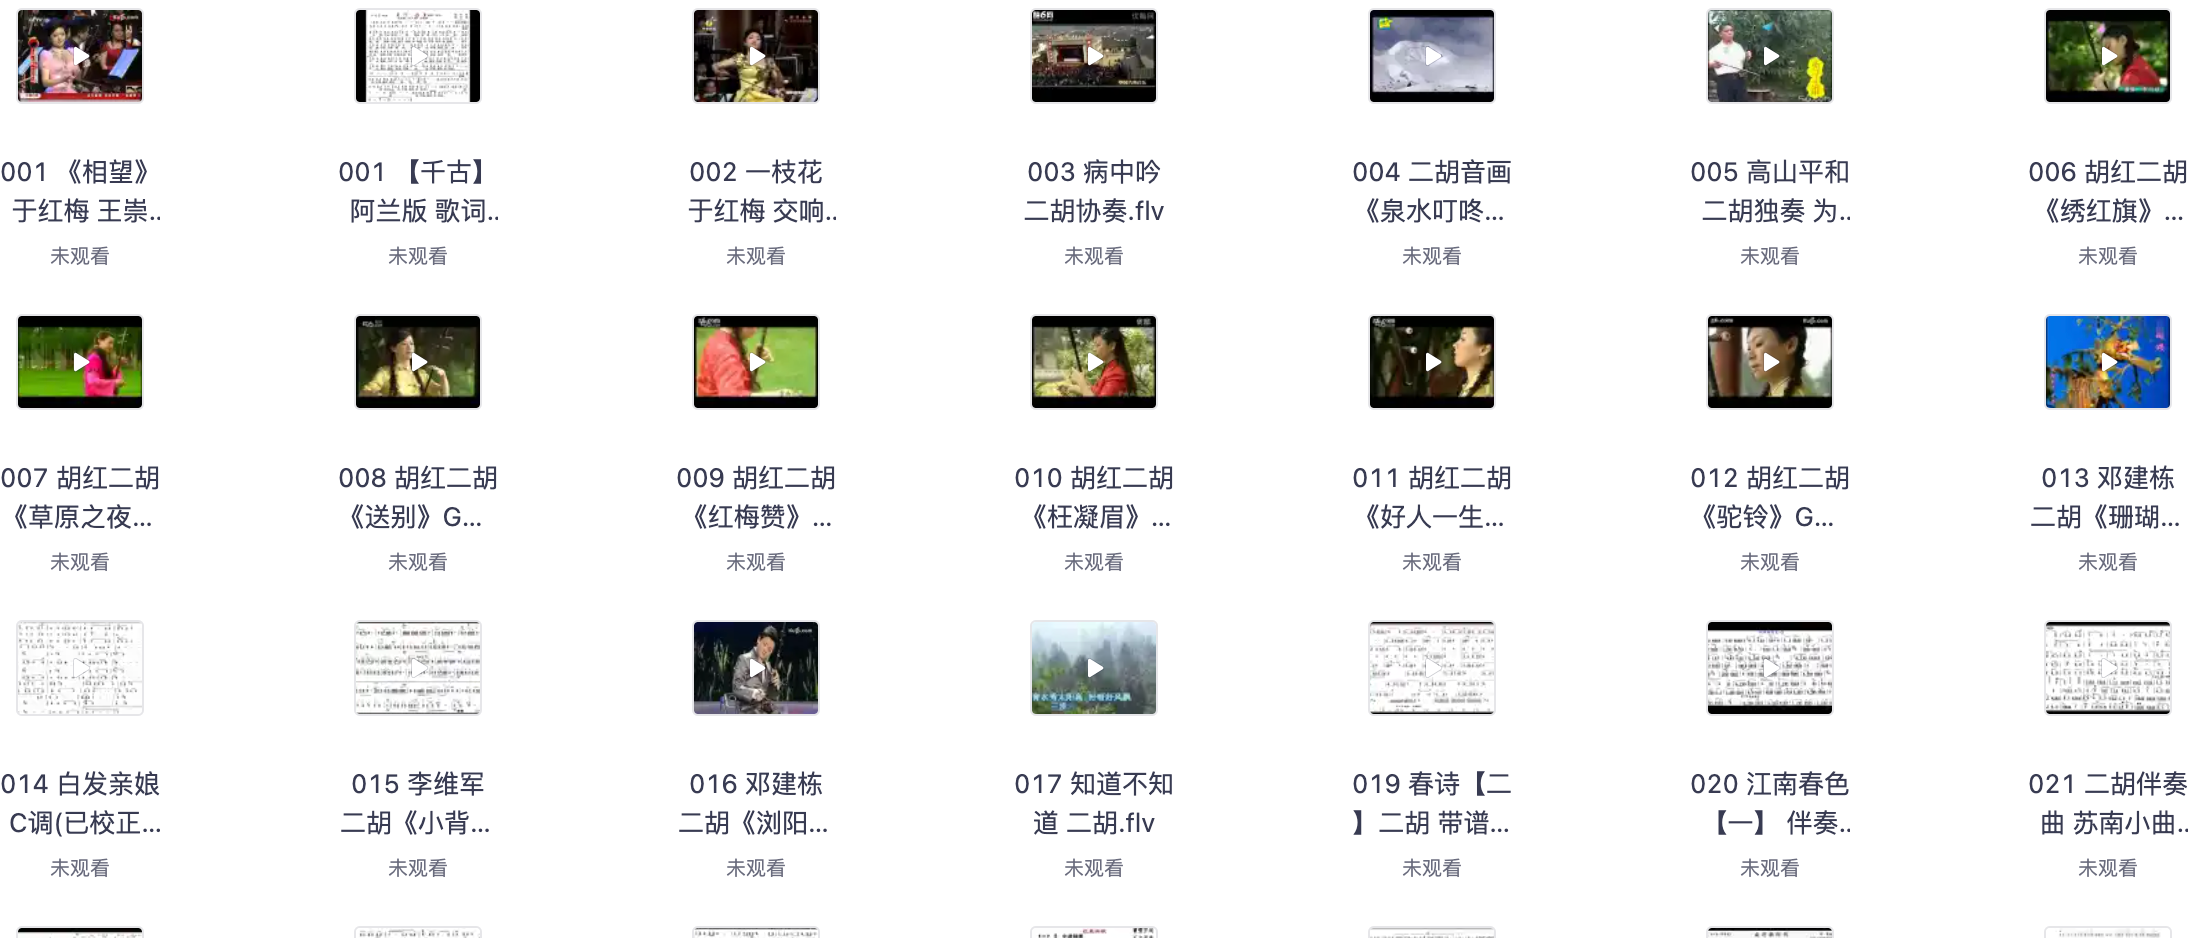 001 《相望》
于红梅 王崇..
未观看
001 【千古】
阿兰版 歌词..
未观看
002 一枝花
于红梅 交响..
未观看
003 病中吟
二胡协奏.flv
未观看
004 二胡音画
《泉水叮咚...
未观看
005 高山平和
二胡独奏 为..
未观看
006 胡红二胡
《绣红旗》...
未观看
007 胡红二胡
《草原之夜...
未观看
008 胡红二胡
《送别》G...
未观看
009 胡红二胡
《红梅赞》...
未观看
010 胡红二胡
《枉凝眉》...
未观看
011 胡红二胡
《好人一生...
未观看
012 胡红二胡
《驼铃》G...
未观看
013 邓建栋
二胡《珊瑚...
未观看
014 白发亲娘
C调(已校正...
未观看
015 李维军
二胡《小背...
未观看
016 邓建栋
二胡《浏阳...
未观看
017 知道不知
道 二胡.flv
未观看
019 春诗【二
】二胡 带谱...
未观看
020 江南春色
【一】 伴奏..
未观看
021 二胡伴奏
曲 苏南小曲..
未观看